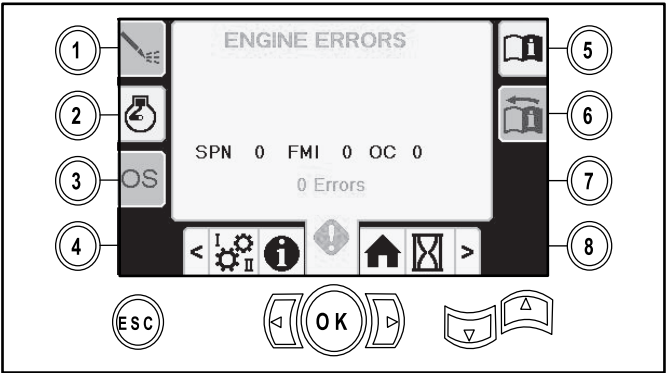 ENGINE ERRORS
1
5
2
6
SPN 0 FMI 0 OC 0
3
OS
0 Errors
7
4
< I II i ! >
8
ESC
OK